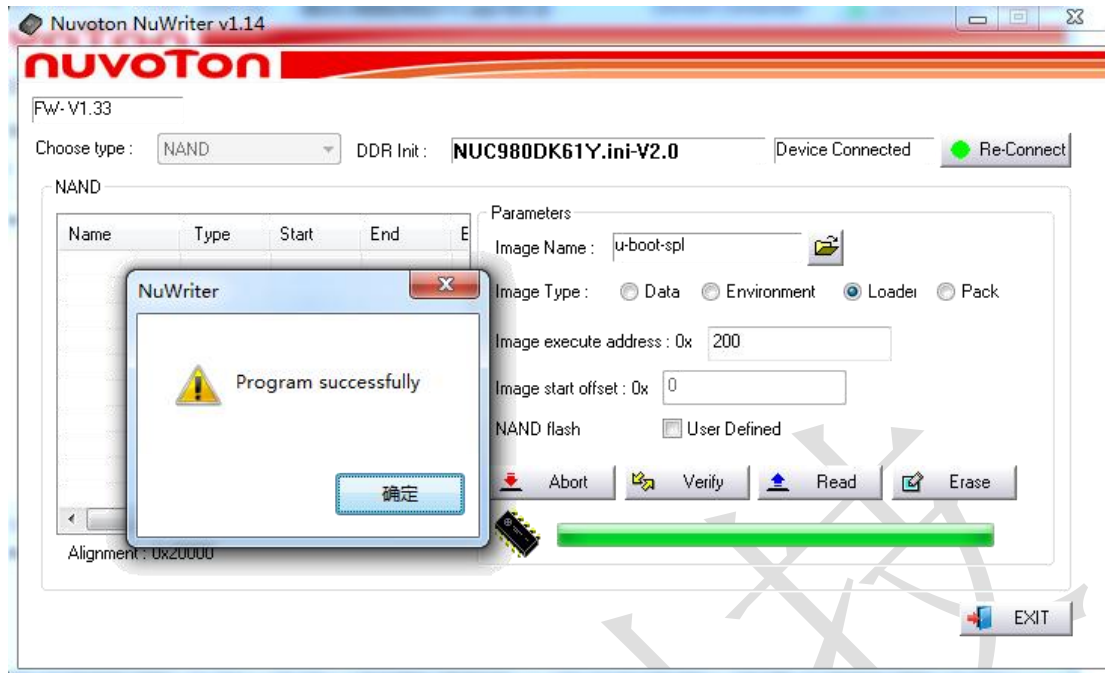 Nuvoton NuWriter v1.14
nuvoTon
FW- V1.33
Choose type : NAND DDR Init : NUC980DK61Y.ini-V2.0 Device Connected Re-Connect
NAND
Name Type Start End E
Parameters
Image Name : u-boot-spl
Image Type : Data Environment Loader Pack
Image execute address : 0x 200
Image start offset : 0x 0
NAND flash User Defined
Abort Verify Read Erase
NuWriter
Program successfully
确定
Alignment : 0x20000
EXIT